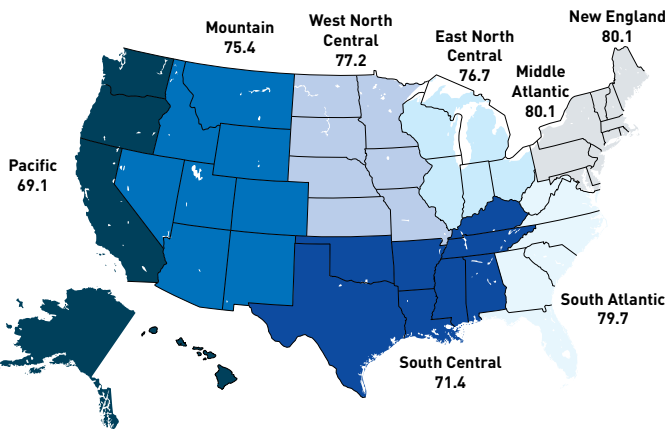 New England
80.1
Mountain
75.4
West North
Central
77.2
East North
Central
76.7
Middle
Atlantic
80.1
Pacific
69.1
South Atlantic
79.7
South Central
71.4